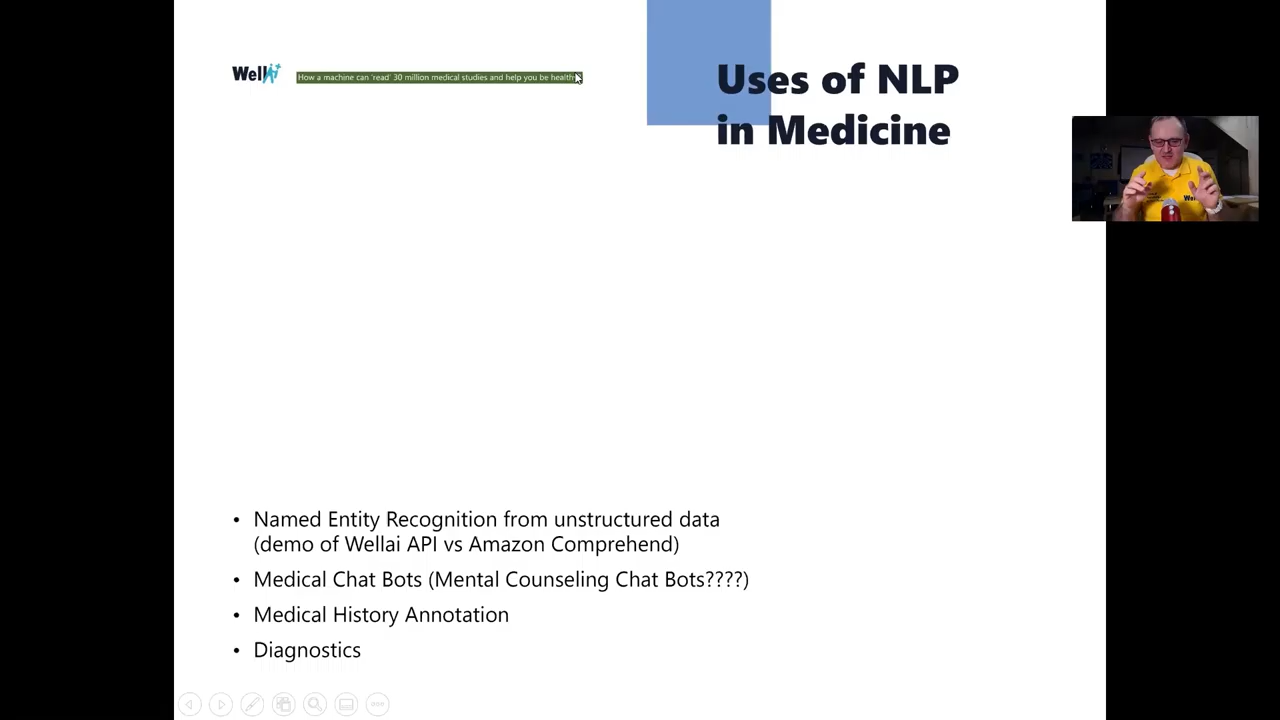 Wellai
How a machine can 'read' 30 million medical studies and help you be healthy
Uses of NLP
in Medicine
• Named Entity Recognition from unstructured data
(demo of Wellai API vs Amazon Comprehend)
• Medical Chat Bots (Mental Counseling Chat Bots????)
• Medical History Annotation
• Diagnostics